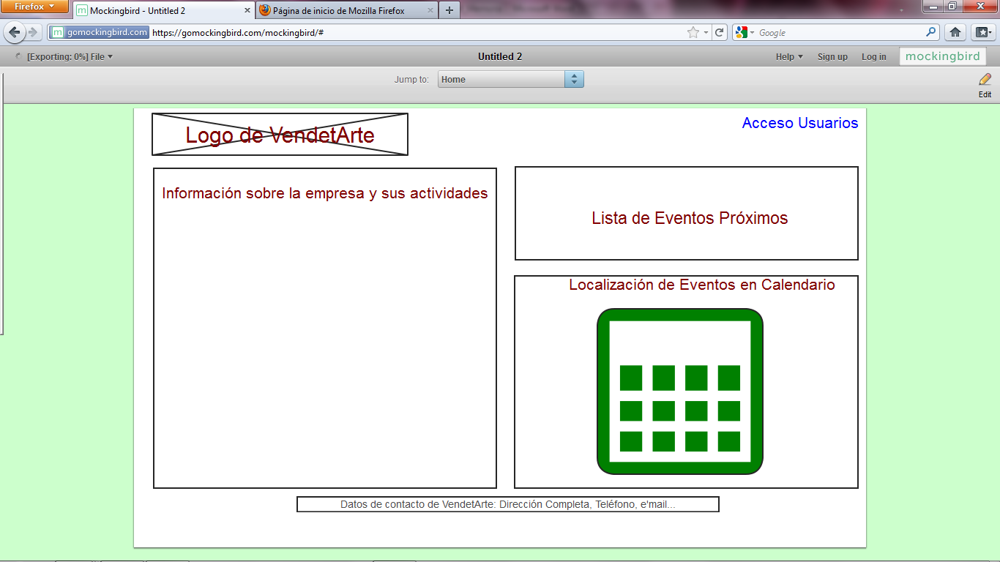 Firefox
Mockingbird - Untitled 2
Página de inicio de Mozilla Firefox
gomockingbird.com https://gomockingbird.com/mockingbird/#
Google
[Exporting: 0%] File
Untitled 2
Help
Sign up
Log in
mockingbird
Jump to:
Home
Edit
Logo de VendetArte
Acceso Usuarios
Información sobre la empresa y sus actividades
Lista de Eventos Próximos
Localización de Eventos en Calendario
Datos de contacto de VendetArte: Dirección Completa, Teléfono, e'mail...